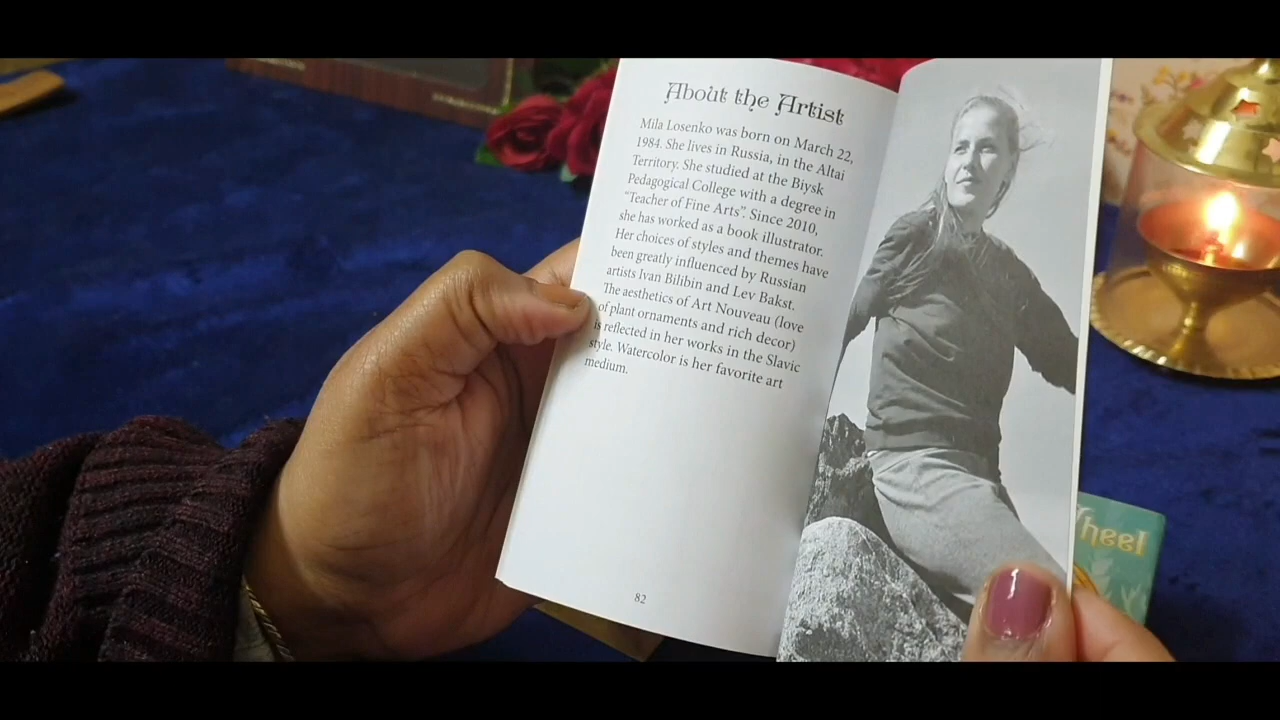 About the Artist
Mila Losenko was born on March 22,
1984. She lives in Russia, in the Altai
Territory. She studied at the Biysk
Pedagogical College with a degree in
“Teacher of Fine Arts”. Since 2010,
she has worked as a book illustrator.
Her choices of styles and themes have
been greatly influenced by Russian
artists Ivan Bilibin and Lev Bakst.
The aesthetics of Art Nouveau (love
of plant ornaments and rich decor)
is reflected in her works in the Slavic
style. Watercolor is her favorite art
medium.
82
Wheel